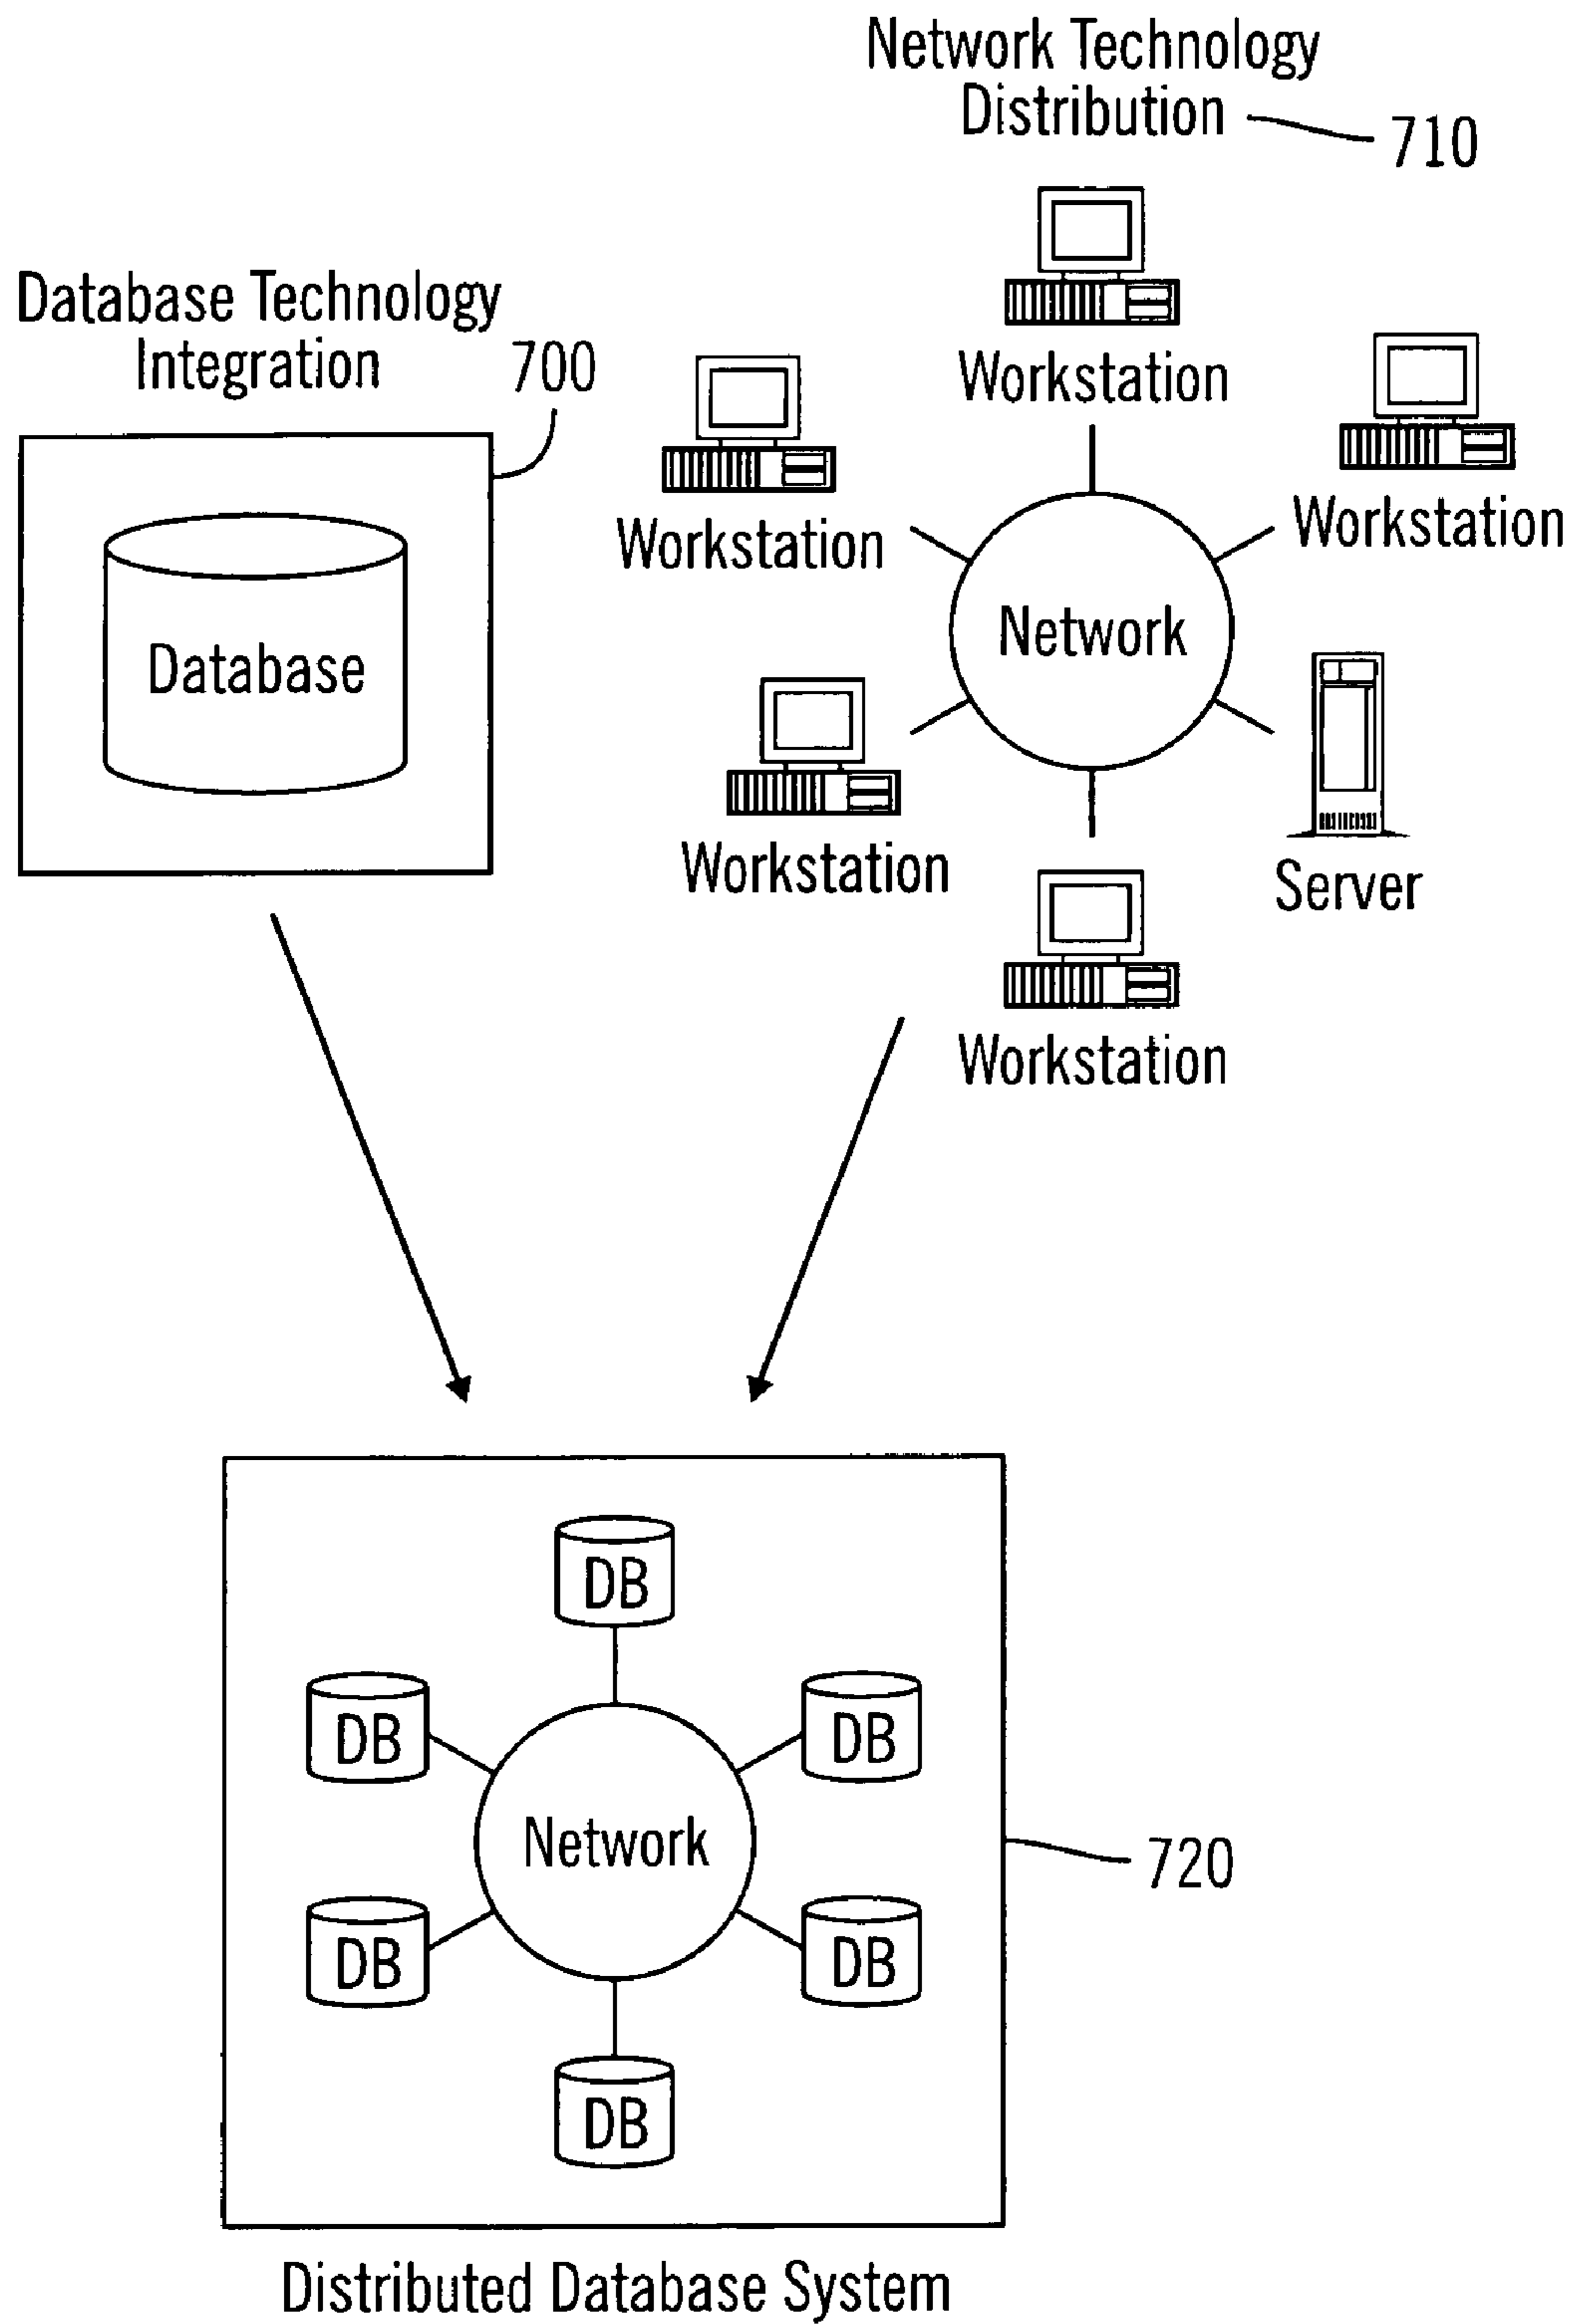 Network Technology
Distribution
710
Database Technology
Integration
700
Workstation
Workstation
Workstation
Network
Database
Workstation
Server
Workstation
DB
DB
DB
Network
720
DB
DB
DB
Distributed Database System